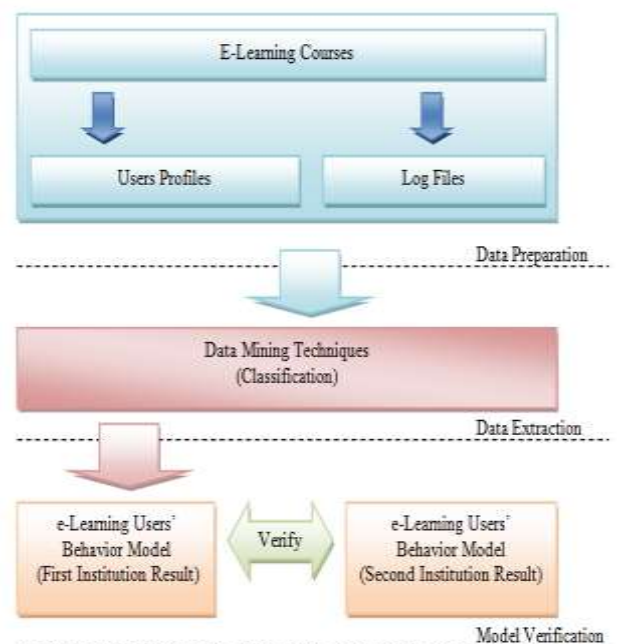 E-Learning Courses
Users Profiles
Log Files
Data Preparation
Data Mining Techniques
(Classification)
Data Extraction
e-Learning Users'
Behavior Model
(First Institution Result)
Verify
e-Learning Users'
Behavior Model
(Second Institution Result)
Model Verification